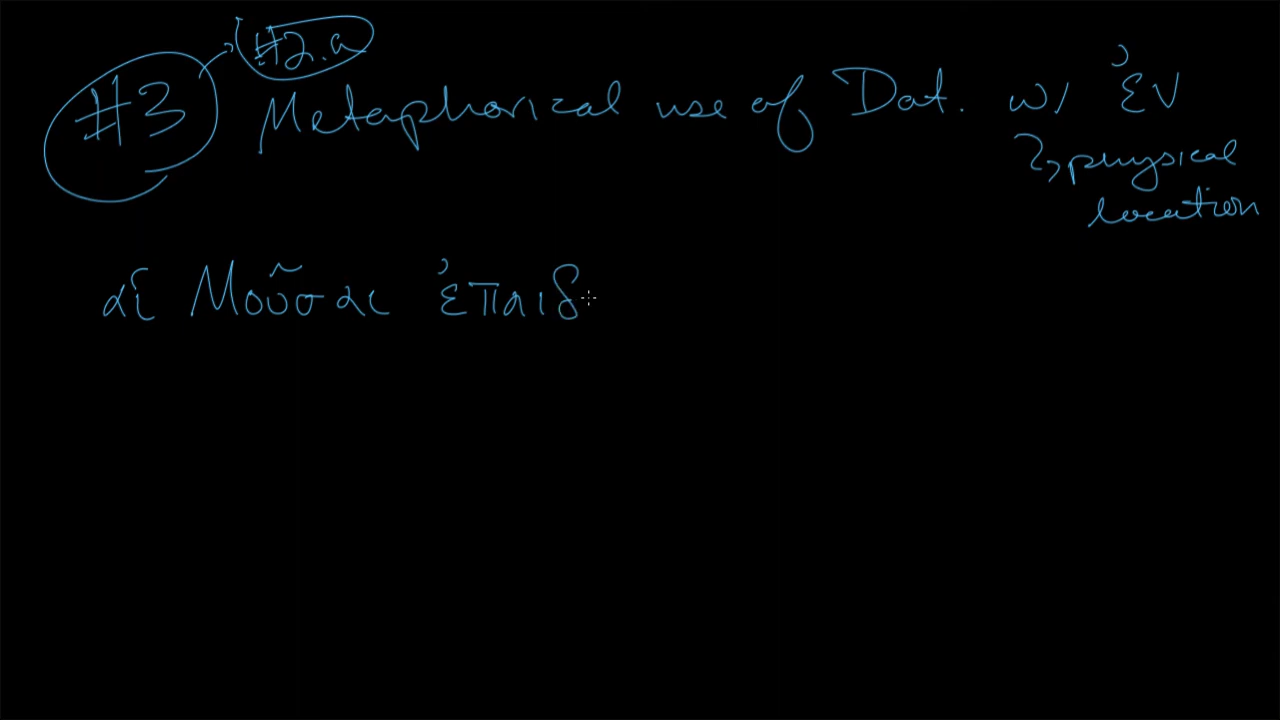 #2.a
#3 Metaphorical use of Dat. w/ ἐν
↳ physical
location
αἱ Μοῦσαι ἐπαιδ